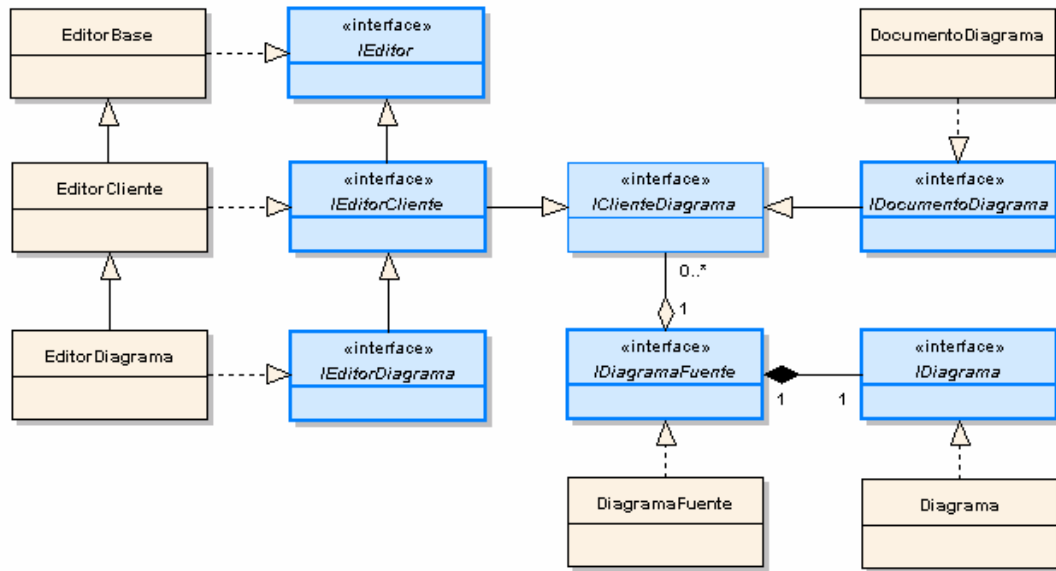 EditorBase
«interface»
IEditor
DocumentoDiagrama
EditorCliente
«interface»
IEditorCliente
«interface»
IClienteDiagrama
«interface»
IDocumentoDiagrama
0..*
1
EditorDiagrama
«interface»
IEditorDiagrama
«interface»
IDiagramaFuente
1
1
«interface»
IDiagrama
DiagramaFuente
Diagrama